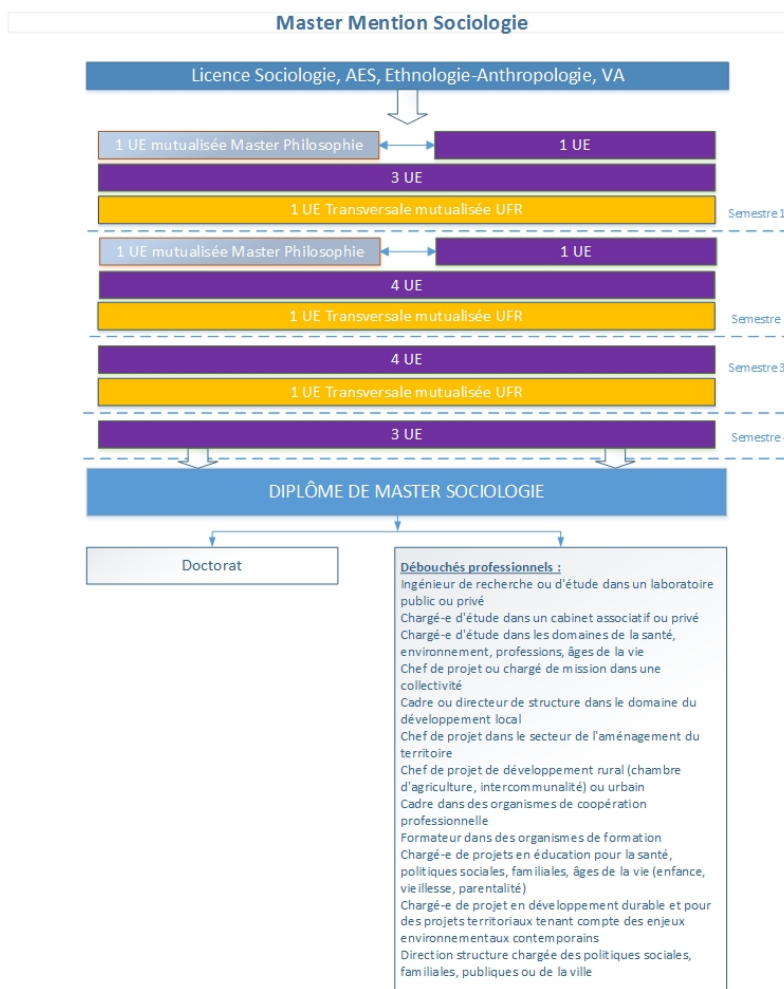 Master Mention Sociologie
Licence Sociologie, AES, Ethnologie-Anthropologie, VA
1 UE mutualisée Master Philosophie
1 UE
3 UE
1 UE Transversale mutualisée UFR
Semestre 1
1 UE mutualisée Master Philosophie
1 UE
4 UE
1 UE Transversale mutualisée UFR
Semestre
4 UE
Semestre 3
1 UE Transversale mutualisée UFR
3 UE
Semestre
DIPLÔME DE MASTER SOCIOLOGIE
Doctorat
Débouchés professionnels :
Ingénieur de recherche ou d'étude dans un laboratoire
public ou privé
Chargé-e d'étude dans un cabinet associatif ou privé
Chargé-e d'étude dans les domaines de la santé,
environnement, professions, âges de la vie
Chef de projet ou chargé de mission dans une
collectivité
Cadre ou directeur de structure dans le domaine du
développement local
Chef de projet dans le secteur de l'aménagement du
territoire
Chef de projet de développement rural (chambre
d'agriculture, intercommunalité) ou urbain
Cadre dans des organismes de coopération
professionnelle
Formateur dans des organismes de formation
Chargé-e de projets en éducation pour la santé,
politiques sociales, familiales, âges de la vie (enfance,
vieillesse, parentalité)
Chargé-e de projet en développement durable et pour
des projets territoriaux tenant compte des enjeux
environnementaux contemporains
Direction structure chargée des politiques sociales,
familiales, publiques ou de la ville